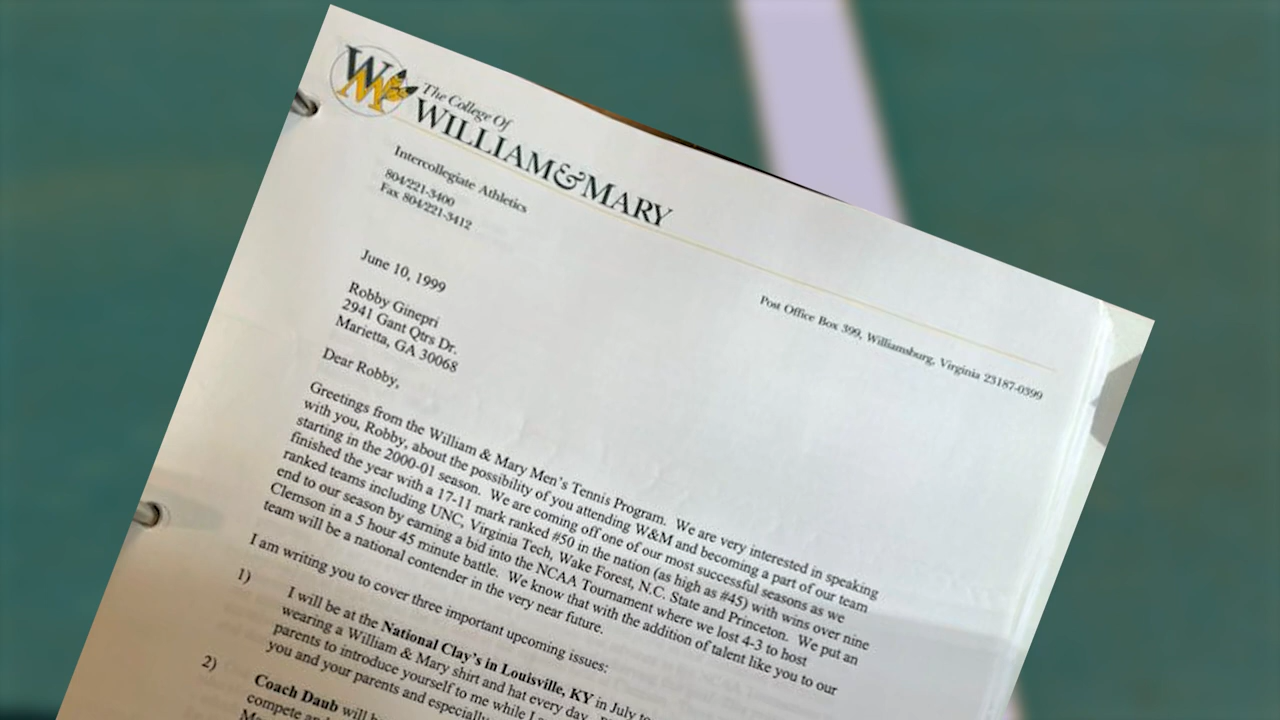 WM
The College Of
WILLIAM & MARY
Intercollegiate Athletics
804/221-3400
Fax 804/221-3412
Post Office Box 399, Williamsburg, Virginia 23187-0399
June 10, 1999
Robby Ginepri
2941 Gant Qtrs Dr.
Marietta, GA 30068
Dear Robby,
Greetings from the William & Mary Men's Tennis Program. We are very interested in speaking
with you, Robby, about the possibility of you attending W&M and becoming a part of our team
starting in the 2000-01 season. We are coming off one of our most successful seasons as we
finished the year with a 17-11 mark ranked #50 in the nation (as high as #45) with wins over nine
ranked teams including UNC, Virginia Tech, Wake Forest, N.C. State and Princeton. We put an
end to our season by earning a bid into the NCAA Tournament where we lost 4-3 to host
Clemson in a 5 hour 45 minute battle. We know that with the addition of talent like you to our
team will be a national contender in the very near future.
I am writing you to cover three important upcoming issues:
1) I will be at the National Clay's in Louisville, KY in July to
wearing a William & Mary shirt and hat every day
parents to introduce yourself to me while I
you and your parents and especially
2) Coach Daub will
compete